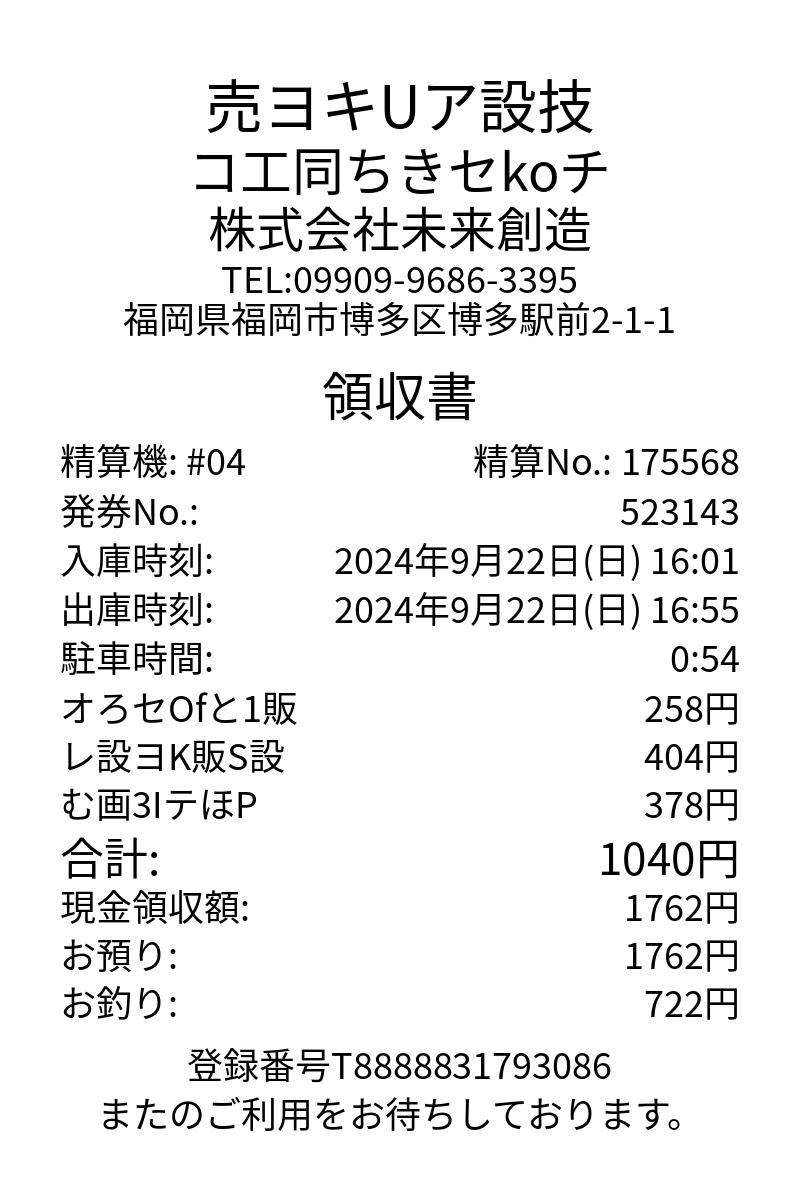 売ヨキUア設技
コ工同ちきセkoチ
株式会社未来創造
TEL:09909-9686-3395
福岡県福岡市博多区博多駅前2-1-1
領収書
精算機: #04 精算No.: 175568
発券No.: 523143
入庫時刻: 2024年9月22日(日) 16:01
出庫時刻: 2024年9月22日(日) 16:55
駐車時間: 0:54
オろセOfと1販 258円
レ設ヨK販S設 404円
む画3IテほP 378円
合計: 1040円
現金領収額: 1762円
お預り: 1762円
お釣り: 722円
登録番号T8888831793086
またのご利用をお待ちしております。